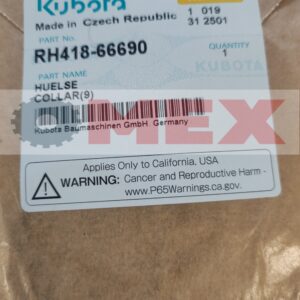 Kubota
Made in Czech Republic
1 019
31 2501
PART NO.
RH418-66690
QUANTITY
1
KUBOTA
PART NAME
HUELSE
COLLAR(9)
Kubota Baumaschinen GmbH. Germany
OMEX
Applies Only to California, USA
WARNING: Cancer and Reproductive Harm -
www.P65Warnings.ca.gov.